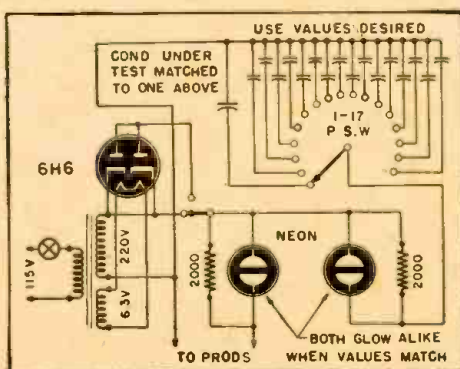 USE VALUES DESIRED
COND UNDER
TEST MATCHED
TO ONE ABOVE
1-17
P S.W
6H6
NEON
115V
220V
6.3V
2000
2000
BOTH GLOW ALIKE
WHEN VALUES MATCH
TO PRODS